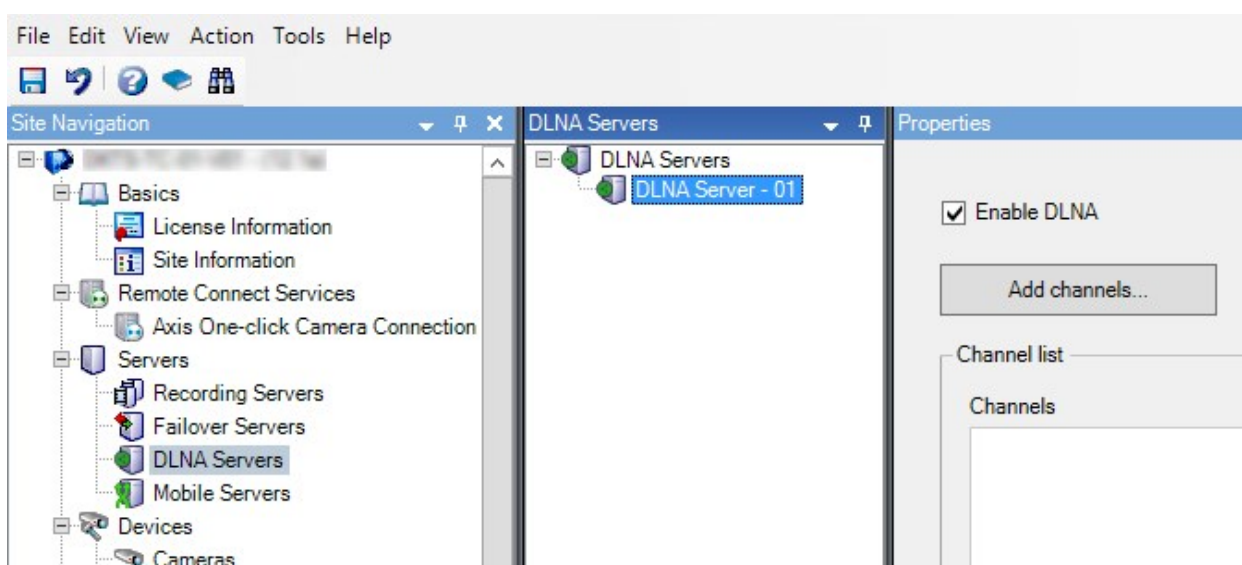 File Edit View Action Tools Help
Site Navigation
Basics
License Information
Site Information
Remote Connect Services
Axis One-click Camera Connection
Servers
Recording Servers
Failover Servers
DLNA Servers
Mobile Servers
Devices
Cameras
DLNA Servers
DLNA Servers
DLNA Server - 01
Properties
Enable DLNA
Add channels...
Channel list
Channels